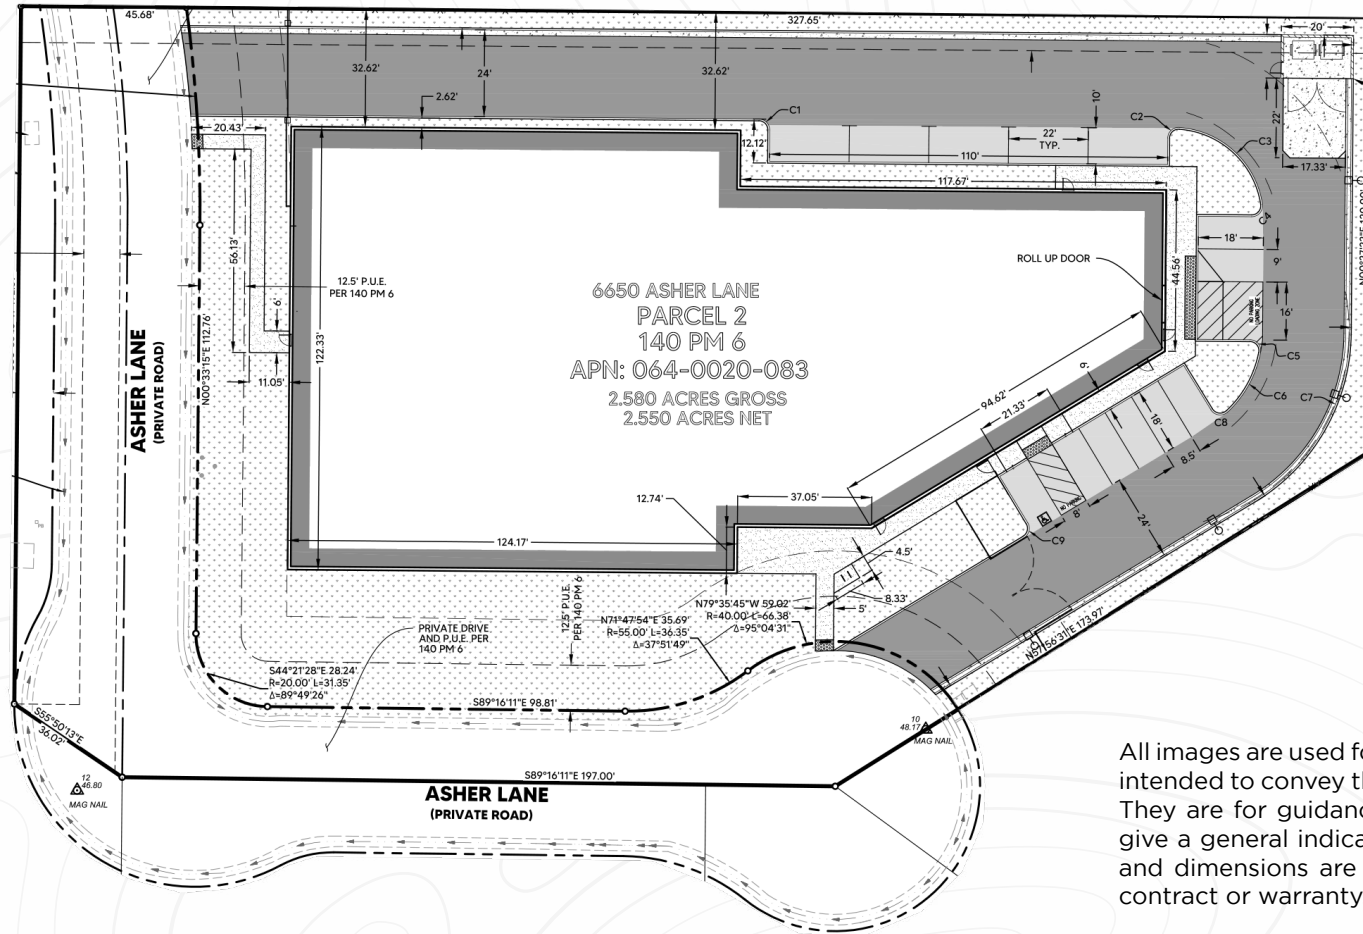 45.68'
327.65'
20'
32.62'
24'
32.62'
2.62'
10'
C1
C2
C3
22'
20.43'
12.12'
22'
TYP.
110'
17.33'
117.67'
C4
56.13'
18'
9'
N00°33'15"E 112.76'
12.5' P.U.E.
PER 140 PM 6
6'
122.33'
11.05'
ROLL UP DOOR
44.56'
16'
NO PARKING
LOADING ZONE
ASHER LANE
(PRIVATE ROAD)
6650 ASHER LANE
PARCEL 2
140 PM 6
APN: 064-0020-083
2.580 ACRES GROSS
2.550 ACRES NET
C5
C6
C7
C8
94.62'
21.33'
6'
18'
8.5'
12.74'
37.05'
124.17'
NO PARKING
8'
24'
C9
4.5'
8.33'
5'
12.5' P.U.E.
PER 140 PM 6
N79°35'45"W 59.02'
R=40.00' L=66.38'
Δ=95°04'31"
N71°47'54"E 35.69'
R=55.00' L=36.35'
Δ=37°51'49"
N57°56'31"E 173.97'
PRIVATE DRIVE
AND P.U.E. PER
140 PM 6
S44°21'28"E 28.24'
R=20.00' L=31.35'
Δ=89°49'26"
S89°16'11"E 98.81'
S55°50'13"E
36.02'
12
46.80
MAG NAIL
10
48.17
MAG NAIL
S89°16'11"E 197.00'
ASHER LANE
(PRIVATE ROAD)
All images are used fo
intended to convey th
They are for guidanc
give a general indica
and dimensions are
contract or warranty